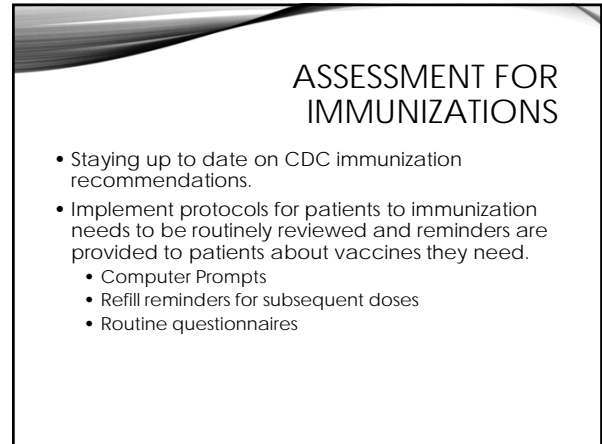 ASSESSMENT FOR
IMMUNIZATIONS
• Staying up to date on CDC immunization
recommendations.
• Implement protocols for patients to immunization
needs to be routinely reviewed and reminders are
provided to patients about vaccines they need.
• Computer Prompts
• Refill reminders for subsequent doses
• Routine questionnaires